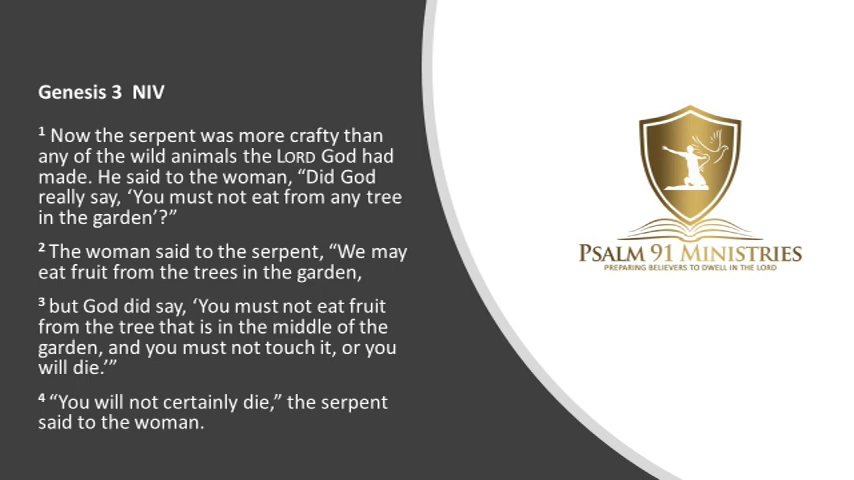 Genesis 3  NIV
1 Now the serpent was more crafty than
any of the wild animals the LORD God had
made. He said to the woman, “Did God
really say, ‘You must not eat from any tree
in the garden’?”
2 The woman said to the serpent, “We may
eat fruit from the trees in the garden,
3 but God did say, ‘You must not eat fruit
from the tree that is in the middle of the
garden, and you must not touch it, or you
will die.’”
4 “You will not certainly die,” the serpent
said to the woman.
PSALM 91 MINISTRIES
PREPARING BELIEVERS TO DWELL IN THE LORD